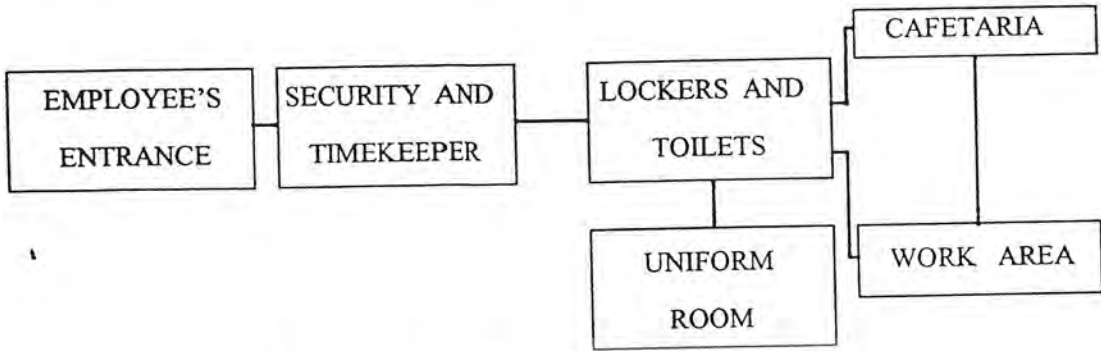 EMPLOYEE'S
ENTRANCE
SECURITY AND
TIMEKEEPER
LOCKERS AND
TOILETS
CAFETARIA
UNIFORM
ROOM
WORK AREA